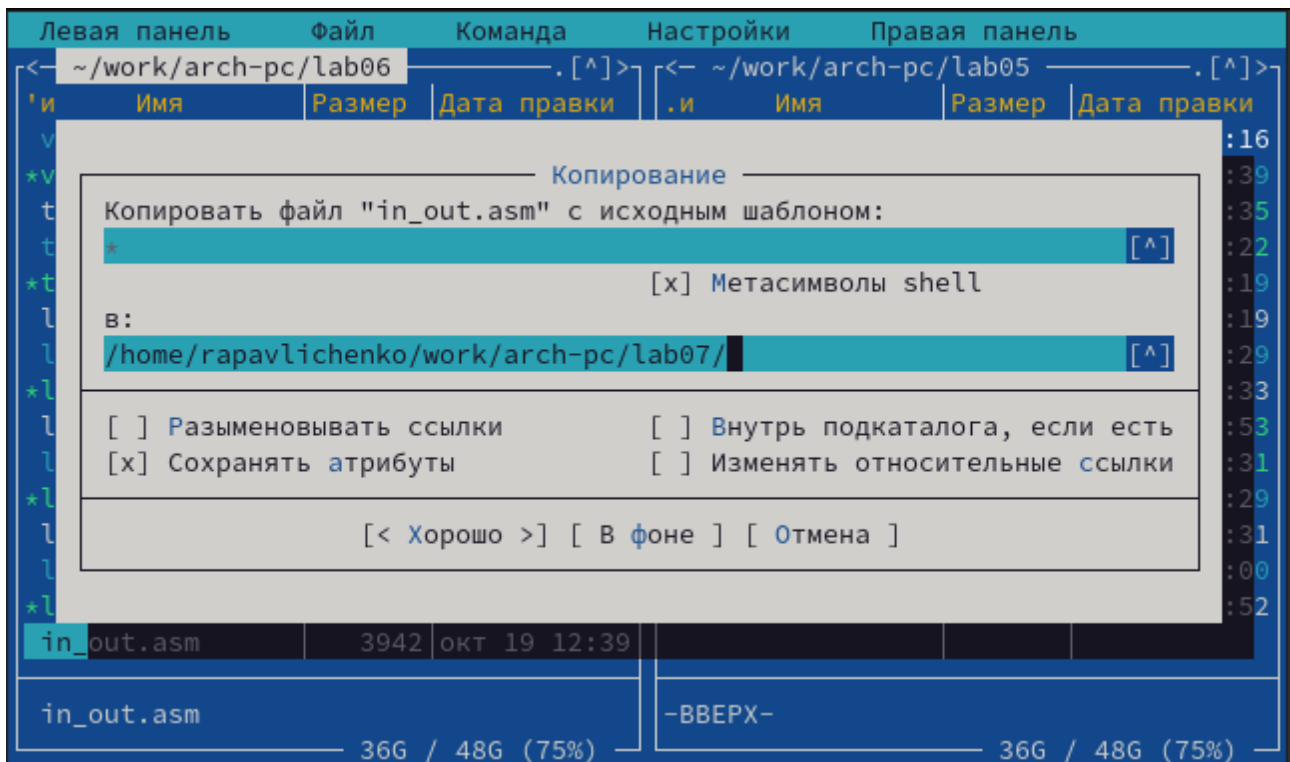 Левая панель Файл Команда Настройки Правая панель
<─ ~/work/arch-pc/lab06 .[^]> <─ ~/work/arch-pc/lab05 .[^]>
'и Имя Размер Дата правки .и Имя Размер Дата правки
v :16
*v Копирование :39
t Копировать файл "in_out.asm" с исходным шаблоном: :35
t * [^] :22
*t [x] Метасимволы shell :19
l в: :19
l /home/rapavlichenko/work/arch-pc/lab07/ [^] :29
*l :33
l [ ] Разыменовывать ссылки [ ] Внутрь подкаталога, если есть :53
l [x] Сохранять атрибуты [ ] Изменять относительные ссылки :31
*l :29
l [< Хорошо >] [ В фоне ] [ Отмена ] :31
l :00
*l :52
in_out.asm 3942 окт 19 12:39
in_out.asm -ВВЕРХ-
36G / 48G (75%) 36G / 48G (75%)